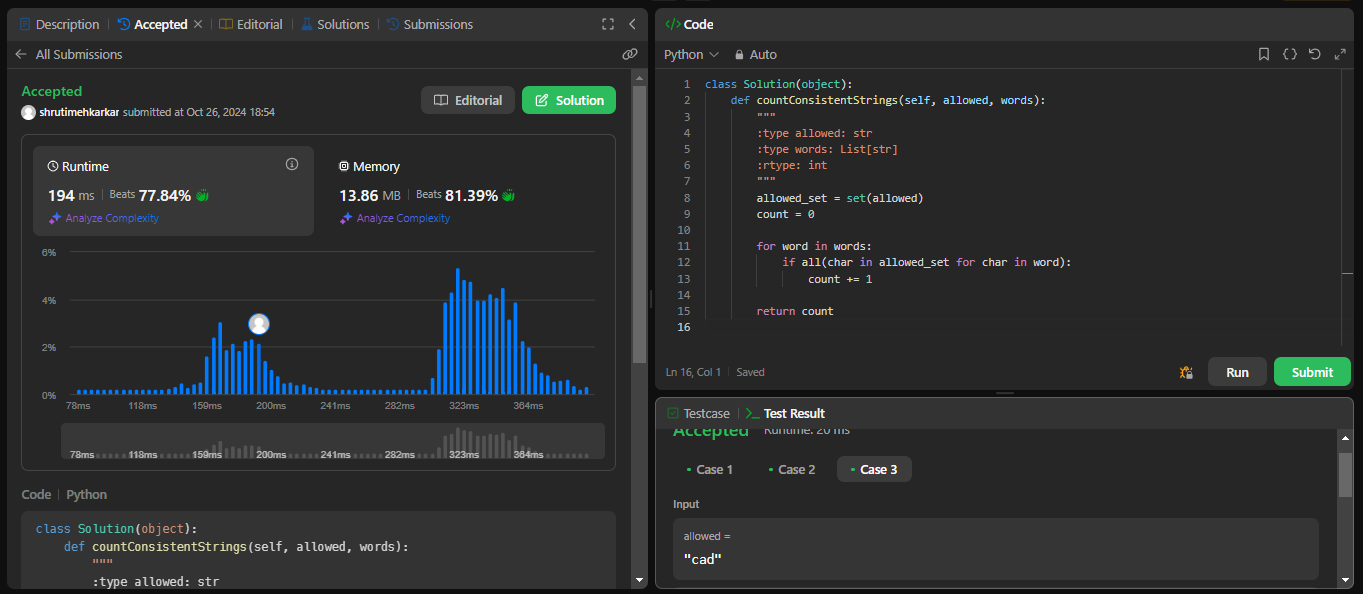 Description
Accepted
Editorial
Solutions
Submissions
All Submissions
Accepted
shrutimehkarkar submitted at Oct 26, 2024 18:54
Editorial
Solution
Runtime
194 ms | Beats 77.84%
Analyze Complexity
Memory
13.86 MB | Beats 81.39%
Analyze Complexity
6%
4%
2%
0%
78ms 118ms 159ms 200ms 241ms 282ms 323ms 364ms
78ms 118ms 159ms 200ms 241ms 282ms 323ms 364ms
Code | Python
class Solution(object):
def countConsistentStrings(self, allowed, words):
"""
:type allowed: str
</> Code
Python
Auto
1 class Solution(object):
2 def countConsistentStrings(self, allowed, words):
3 """
4 :type allowed: str
5 :type words: List[str]
6 :rtype: int
7 """
8 allowed_set = set(allowed)
9 count = 0
10
11 for word in words:
12 if all(char in allowed_set for char in word):
13 count += 1
14
15 return count
16
Ln 16, Col 1 | Saved
Run
Submit
Testcase
>_ Test Result
Accepted Runtime: 20 ms
• Case 1
• Case 2
• Case 3
Input
allowed =
"cad"